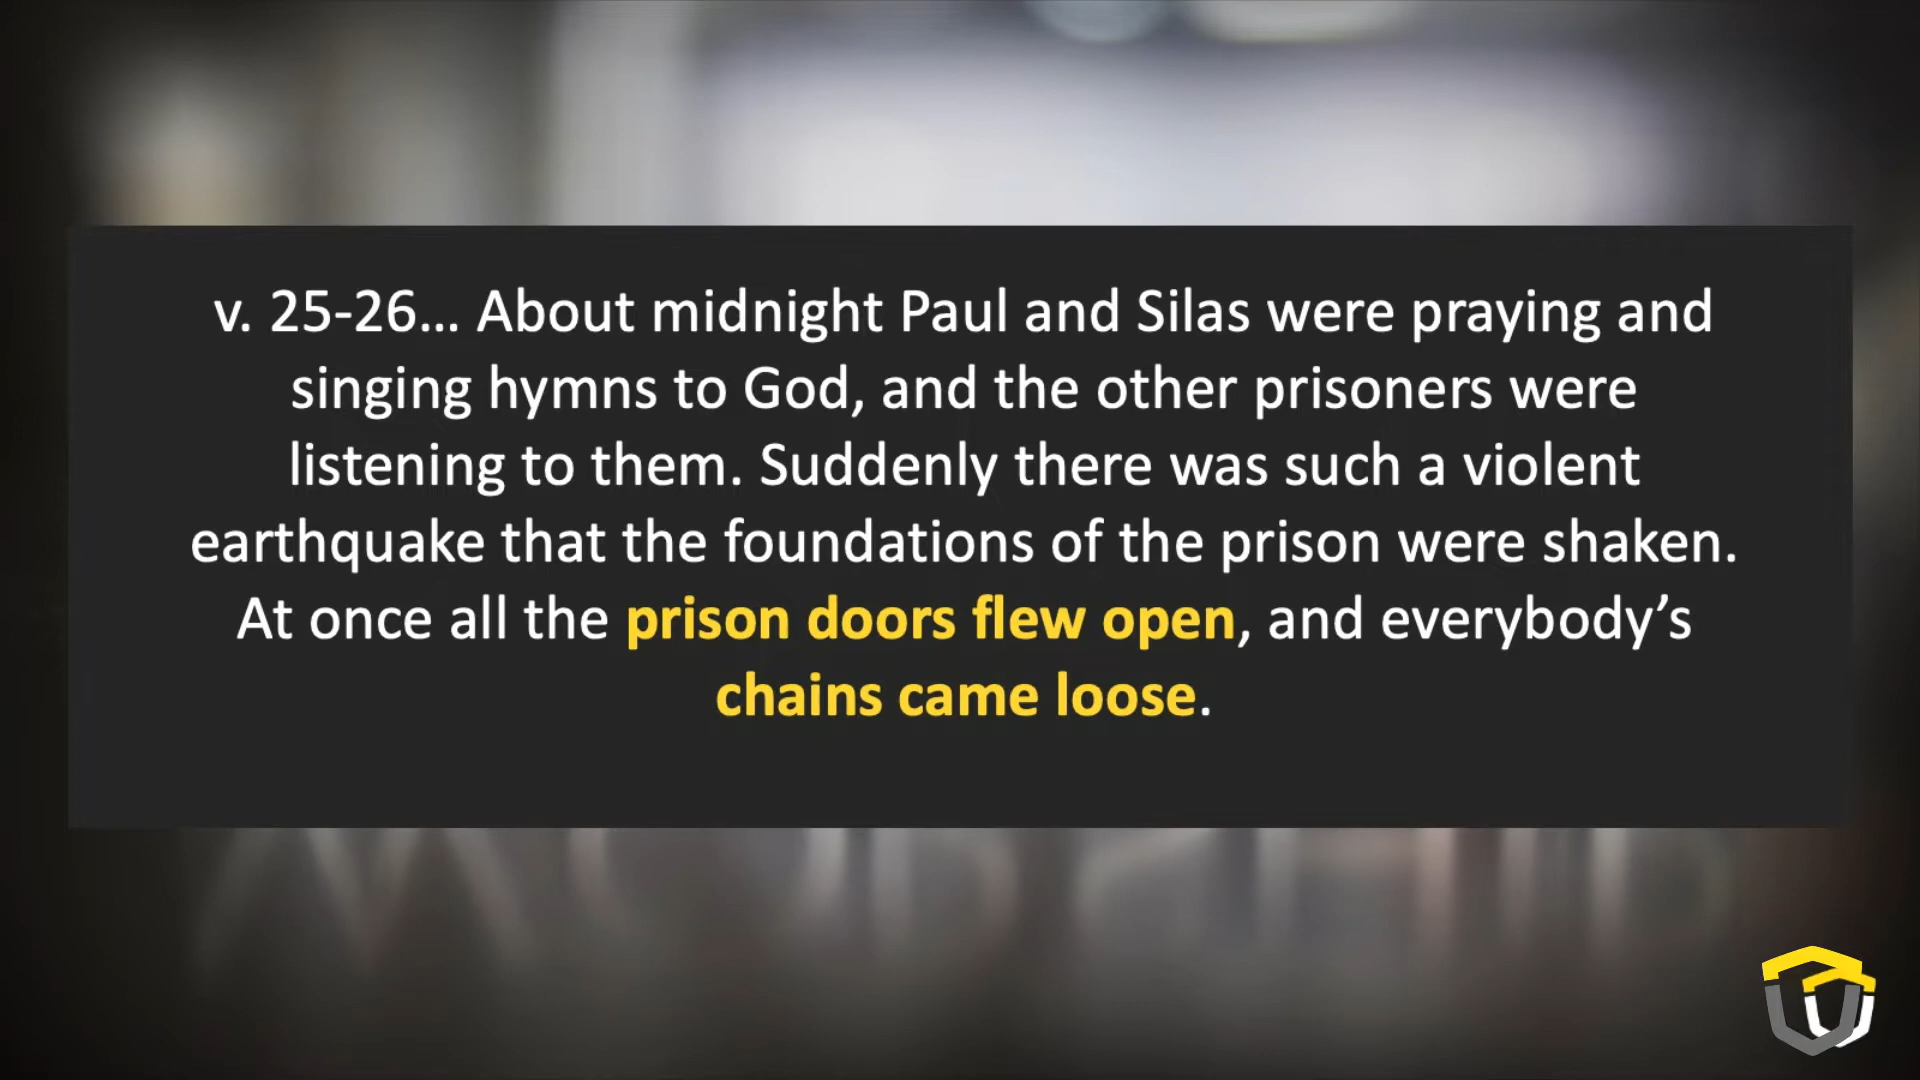 v. 25-26... About midnight Paul and Silas were praying and
singing hymns to God, and the other prisoners were
listening to them. Suddenly there was such a violent
earthquake that the foundations of the prison were shaken.
At once all the prison doors flew open, and everybody’s
chains came loose.